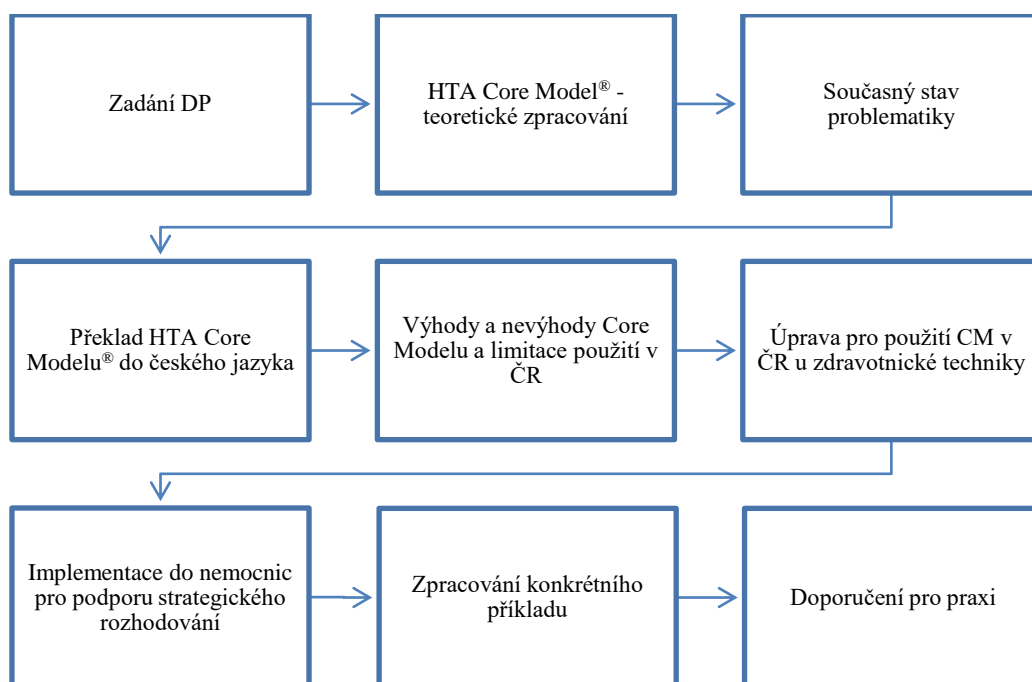 Zadání DP
HTA Core Model® -
teoretické zpracování
Současný stav
problematiky
Překlad HTA Core
Modelu® do českého jazyka
Výhody a nevýhody Core
Modelu a limitace použití v
ČR
Úprava pro použití CM v
ČR u zdravotnické techniky
Implementace do nemocnic
pro podporu strategického
rozhodování
Zpracování konkrétního
příkladu
Doporučení pro praxi